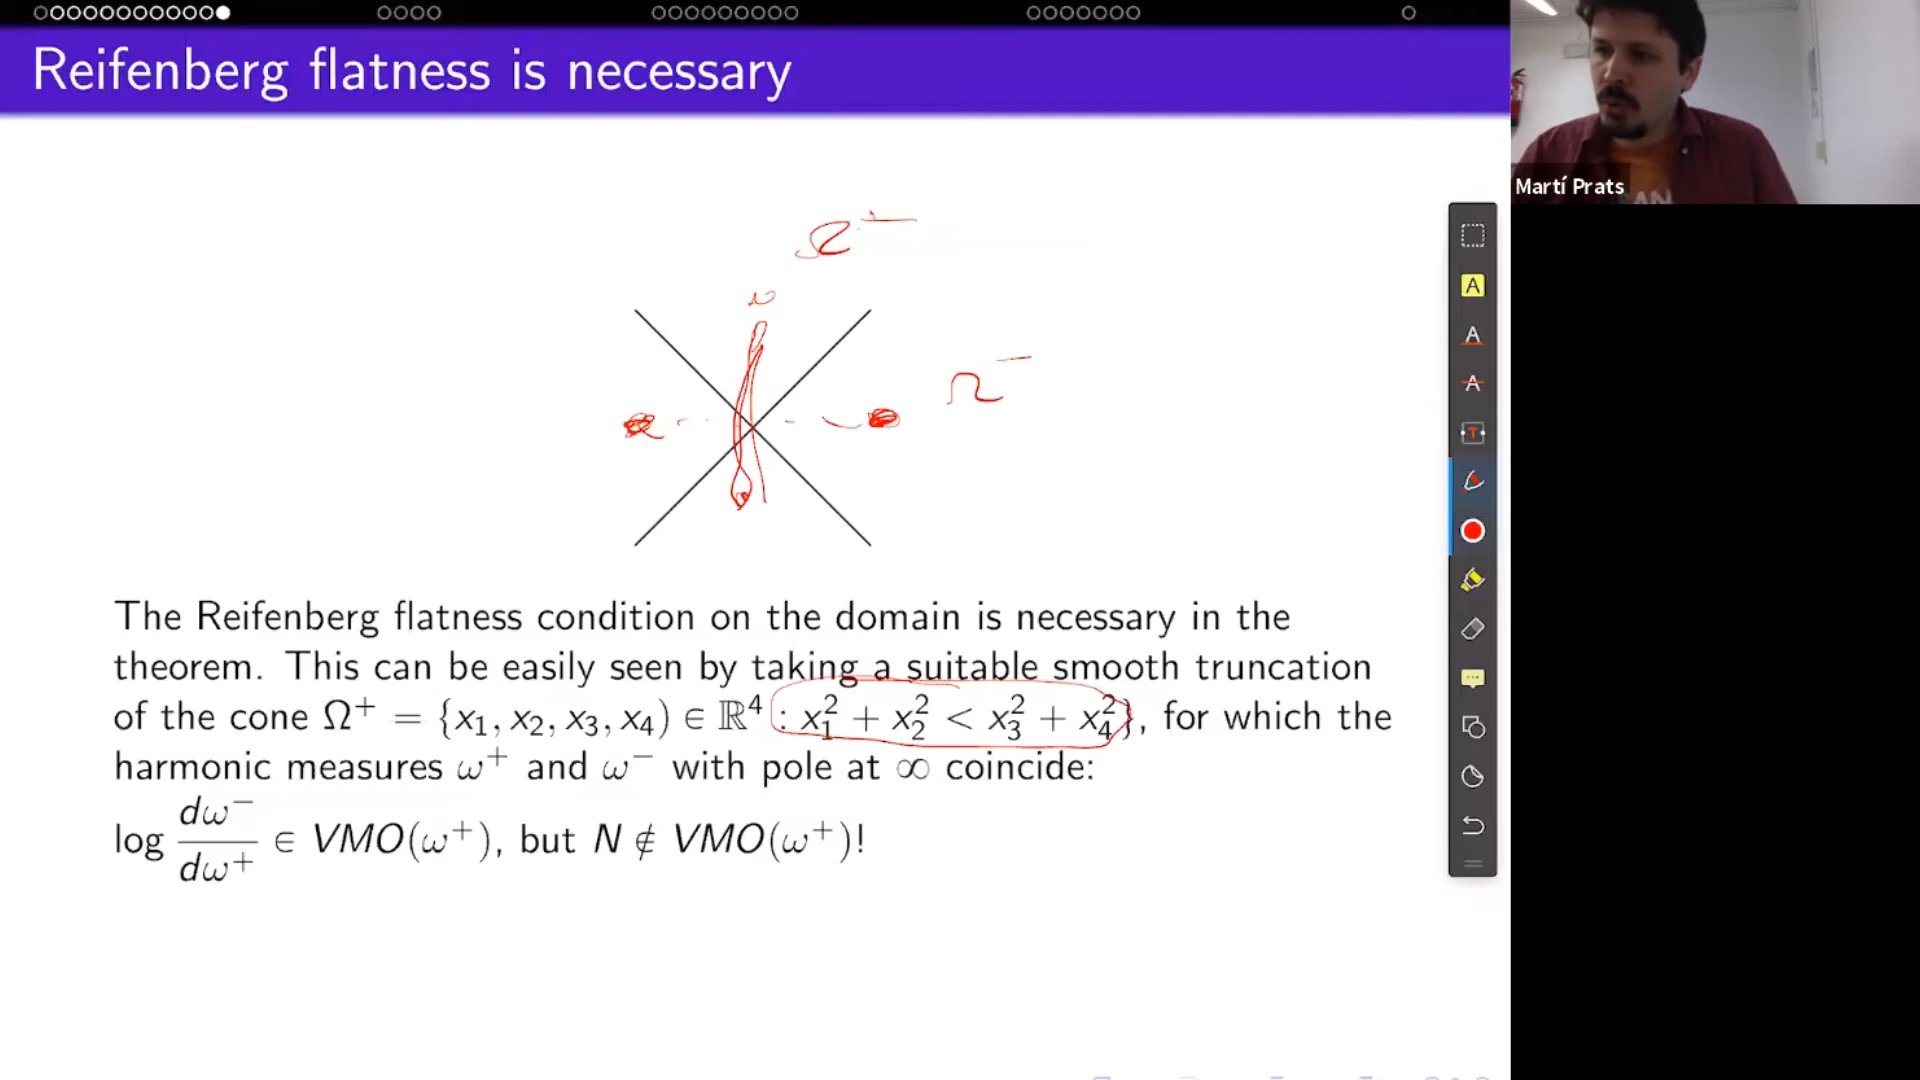 Reifenberg flatness is necessary
Martí Prats
Ω⁺
N
Ω⁻
The Reifenberg flatness condition on the domain is necessary in the
theorem. This can be easily seen by taking a suitable smooth truncation
of the cone Ω⁺ = {x₁, x₂, x₃, x₄) ∈ ℝ⁴ : x₁² + x₂² < x₃² + x₄²}, for which the
harmonic measures ω⁺ and ω⁻ with pole at ∞ coincide:
log dω⁻/dω⁺ ∈ VMO(ω⁺), but N ∉ VMO(ω⁺)!